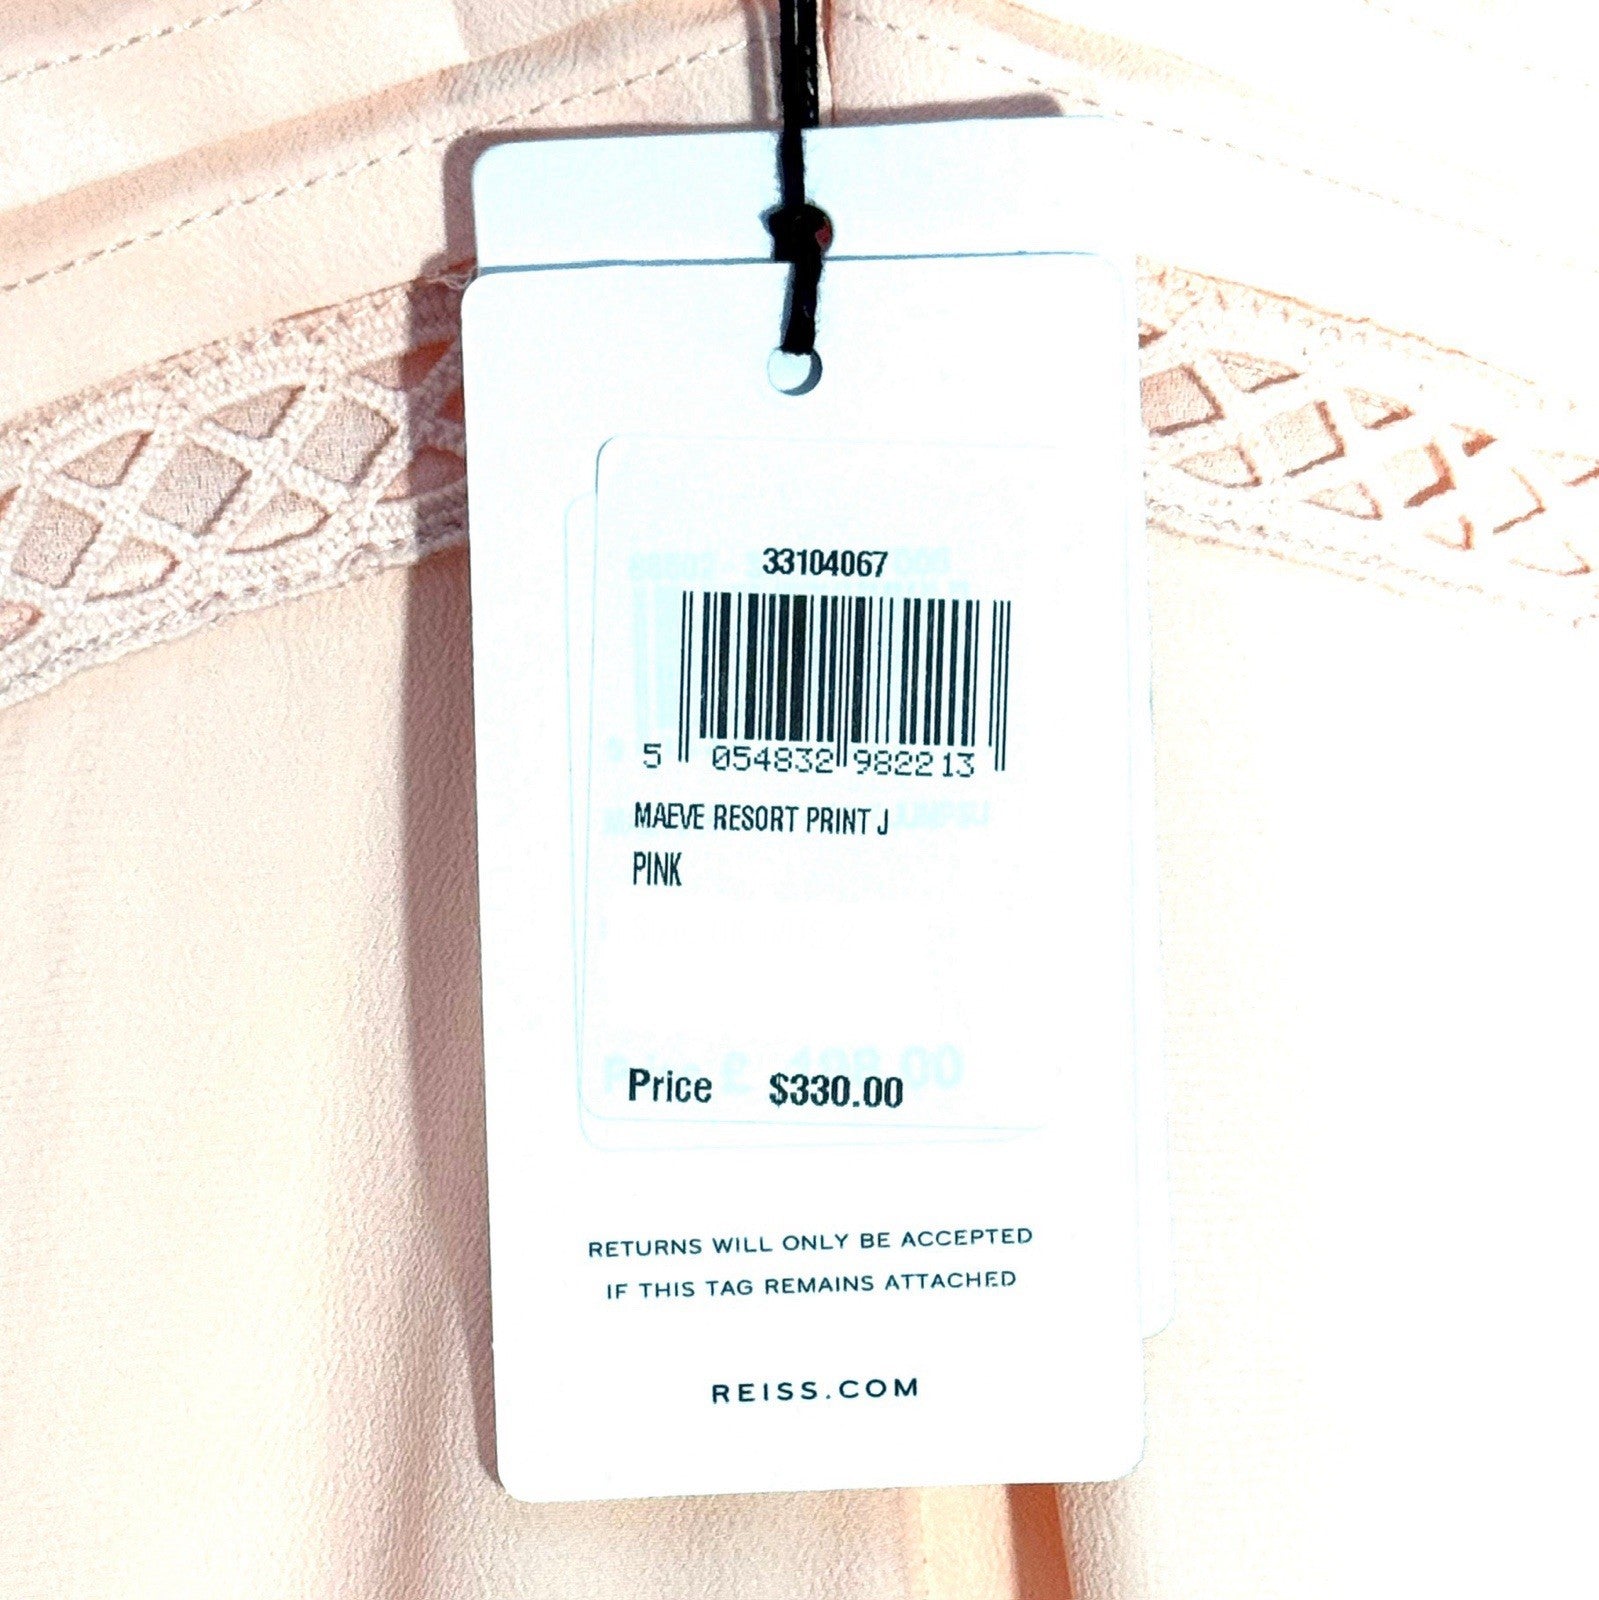 33104067
5 054832 982213
MAEVE RESORT PRINT J
PINK
Price $330.00
RETURNS WILL ONLY BE ACCEPTED
IF THIS TAG REMAINS ATTACHED
REISS.COM